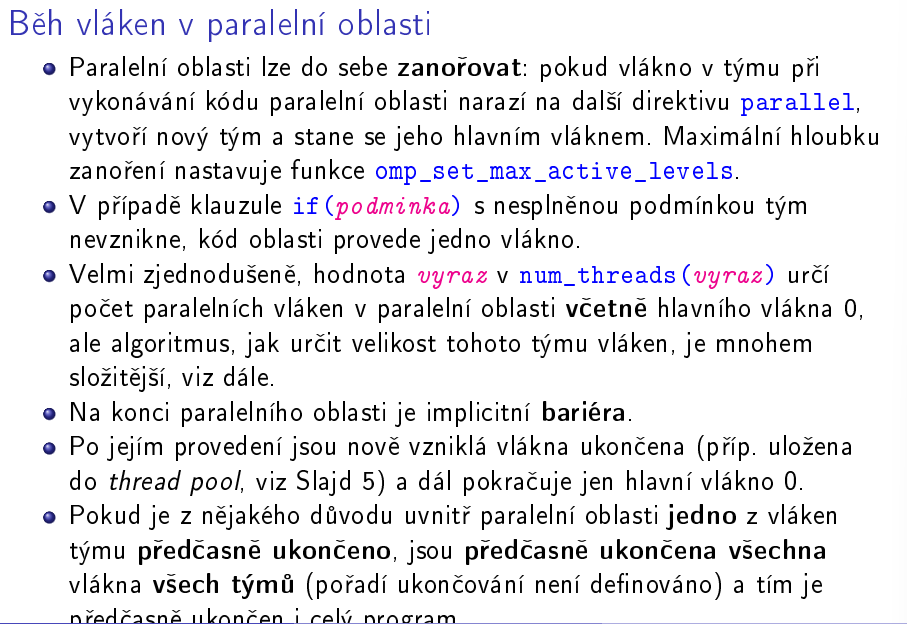 Běh vláken v paralelní oblasti
Paralelní oblasti lze do sebe zanořovat: pokud vlákno v týmu při
vykonávání kódu paralelní oblasti narazí na další direktivu parallel,
vytvoří nový tým a stane se jeho hlavním vláknem. Maximální hloubku
zanoření nastavuje funkce omp_set_max_active_levels.
V případě klauzule if(podminka) s nesplněnou podmínkou tým
nevznikne, kód oblasti provede jedno vlákno.
Velmi zjednodušeně, hodnota vyraz v num_threads(vyraz) určí
počet paralelních vláken v paralelní oblasti včetně hlavního vlákna 0,
ale algoritmus, jak určit velikost tohoto týmu vláken, je mnohem
složitější, viz dále.
Na konci paralelního oblasti je implicitní bariéra.
Po jejím provedení jsou nově vzniklá vlákna ukončena (příp. uložena
do thread pool, viz Slajd 5) a dál pokračuje jen hlavní vlákno 0.
Pokud je z nějakého důvodu uvnitř paralelní oblasti jedno z vláken
týmu předčasně ukončeno, jsou předčasně ukončena všechna
vlákna všech týmů (pořadí ukončování není definováno) a tím je
předčasně ukončen i celý program